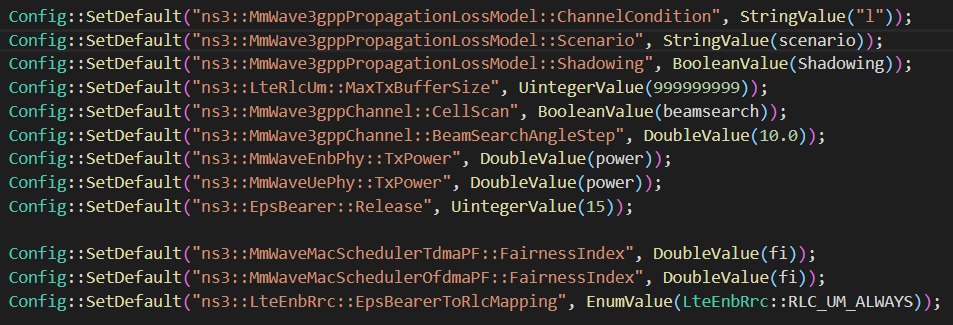 Config::SetDefault("ns3::MmWave3gppPropagationLossModel::ChannelCondition", StringValue("l"));
Config::SetDefault("ns3::MmWave3gppPropagationLossModel::Scenario", StringValue(scenario));
Config::SetDefault("ns3::MmWave3gppPropagationLossModel::Shadowing", BooleanValue(Shadowing));
Config::SetDefault("ns3::LteRlcUm::MaxTxBufferSize", UintegerValue(999999999));
Config::SetDefault("ns3::MmWave3gppChannel::CellScan", BooleanValue(beamsearch));
Config::SetDefault("ns3::MmWave3gppChannel::BeamSearchAngleStep", DoubleValue(10.0));
Config::SetDefault("ns3::MmWaveEnbPhy::TxPower", DoubleValue(power));
Config::SetDefault("ns3::MmWaveUePhy::TxPower", DoubleValue(power));
Config::SetDefault("ns3::EpsBearer::Release", UintegerValue(15));
Config::SetDefault("ns3::MmWaveMacSchedulerTdmaPF::FairnessIndex", DoubleValue(fi));
Config::SetDefault("ns3::MmWaveMacSchedulerOfdmaPF::FairnessIndex", DoubleValue(fi));
Config::SetDefault("ns3::LteEnbRrc::EpsBearerToRlcMapping", EnumValue(LteEnbRrc::RLC_UM_ALWAYS));